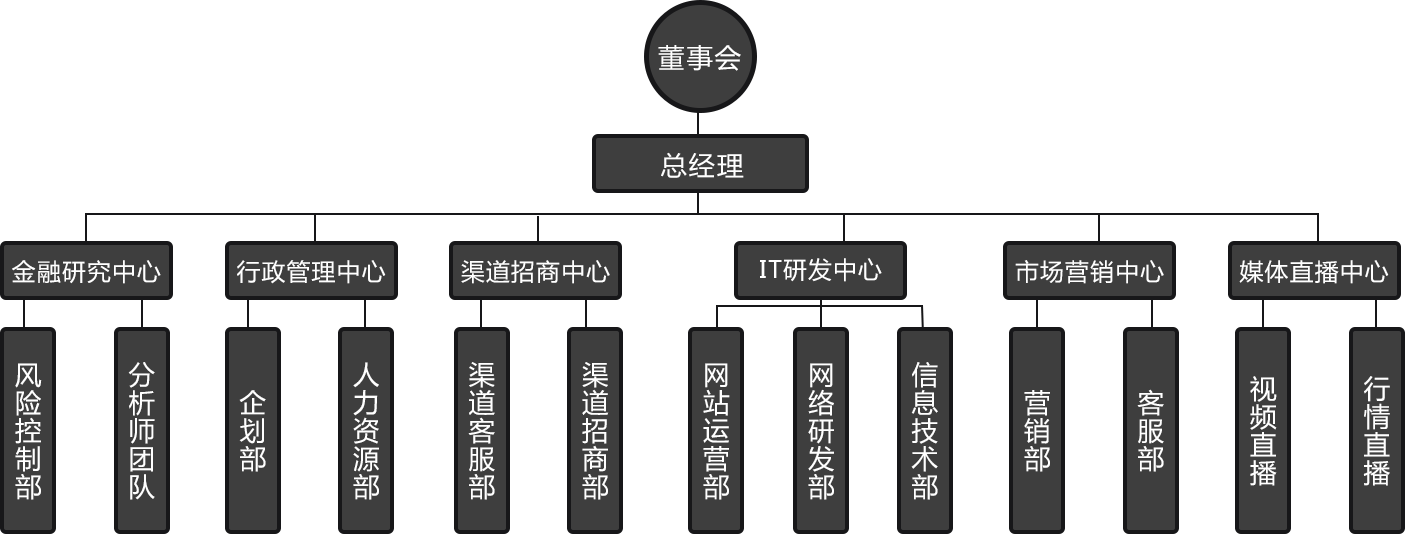 董事会
总经理
金融研究中心
行政管理中心
渠道招商中心
IT研发中心
市场营销中心
媒体直播中心
风险控制部
分析师团队
企划部
人力资源部
渠道客服部
渠道招商部
网站运营部
网络研发部
信息技术部
营销部
客服部
视频直播
行情直播